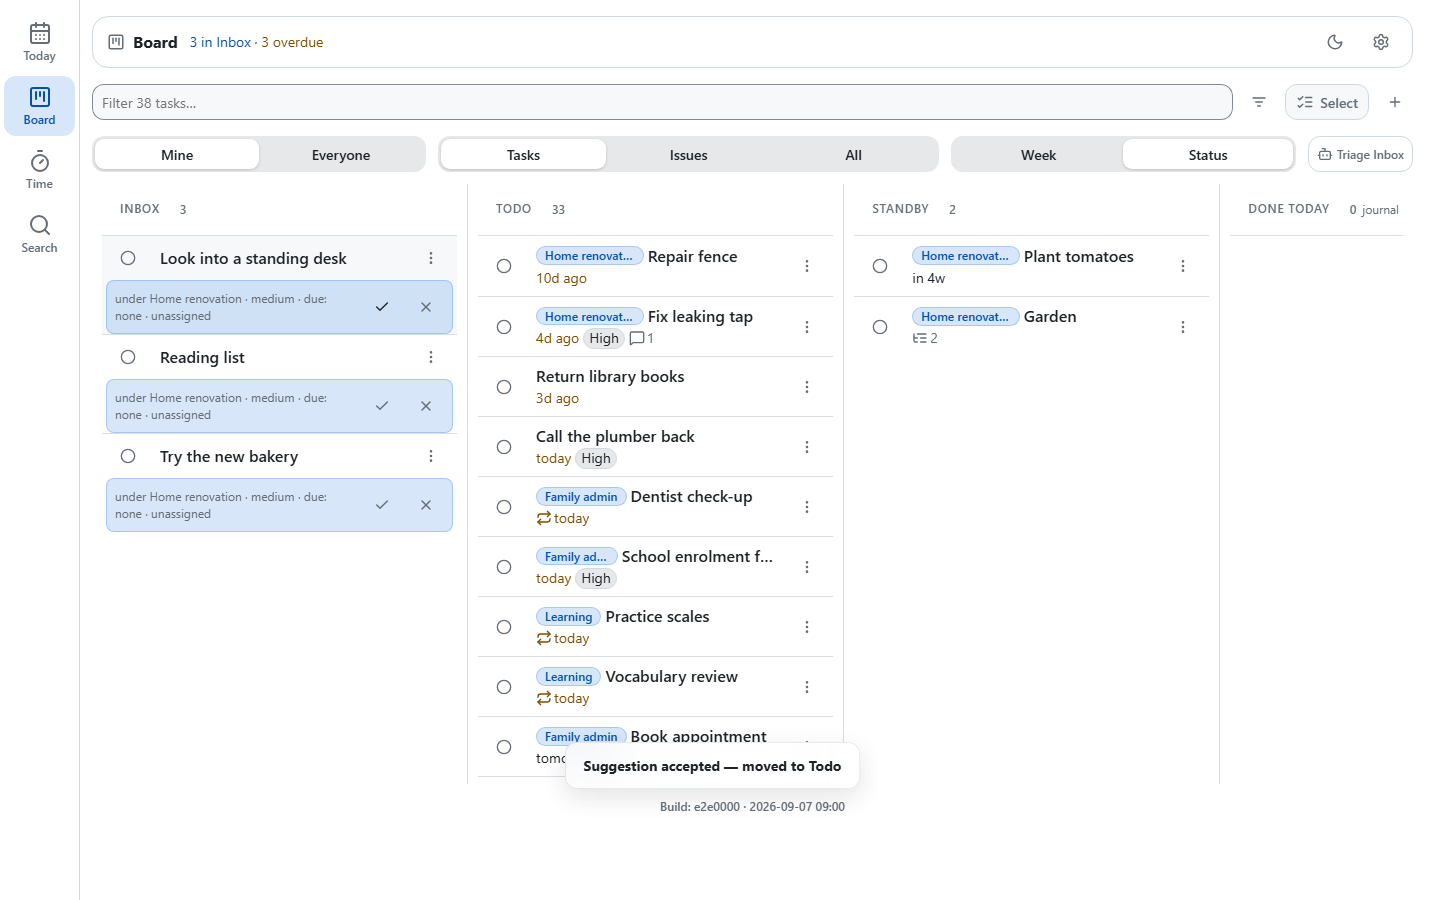 Today
Board
Time
Search
Board 3 in Inbox · 3 overdue
Filter 38 tasks...
Select
Mine
Everyone
Tasks
Issues
All
Week
Status
Triage Inbox
INBOX 3
Look into a standing desk
under Home renovation · medium · due:
none · unassigned
Reading list
under Home renovation · medium · due:
none · unassigned
Try the new bakery
under Home renovation · medium · due:
none · unassigned
TODO 33
Home renovat... Repair fence
10d ago
Home renovat... Fix leaking tap
4d ago High 1
Return library books
3d ago
Call the plumber back
today High
Family admin Dentist check-up
today
Family ad... School enrolment f...
today High
Learning Practice scales
today
Learning Vocabulary review
today
Family admin Book appointment
Suggestion accepted — moved to Todo
STANDBY 2
Home renovat... Plant tomatoes
in 4w
Home renovat... Garden
2
DONE TODAY 0 journal
Build: e2e0000 · 2026-09-07 09:00